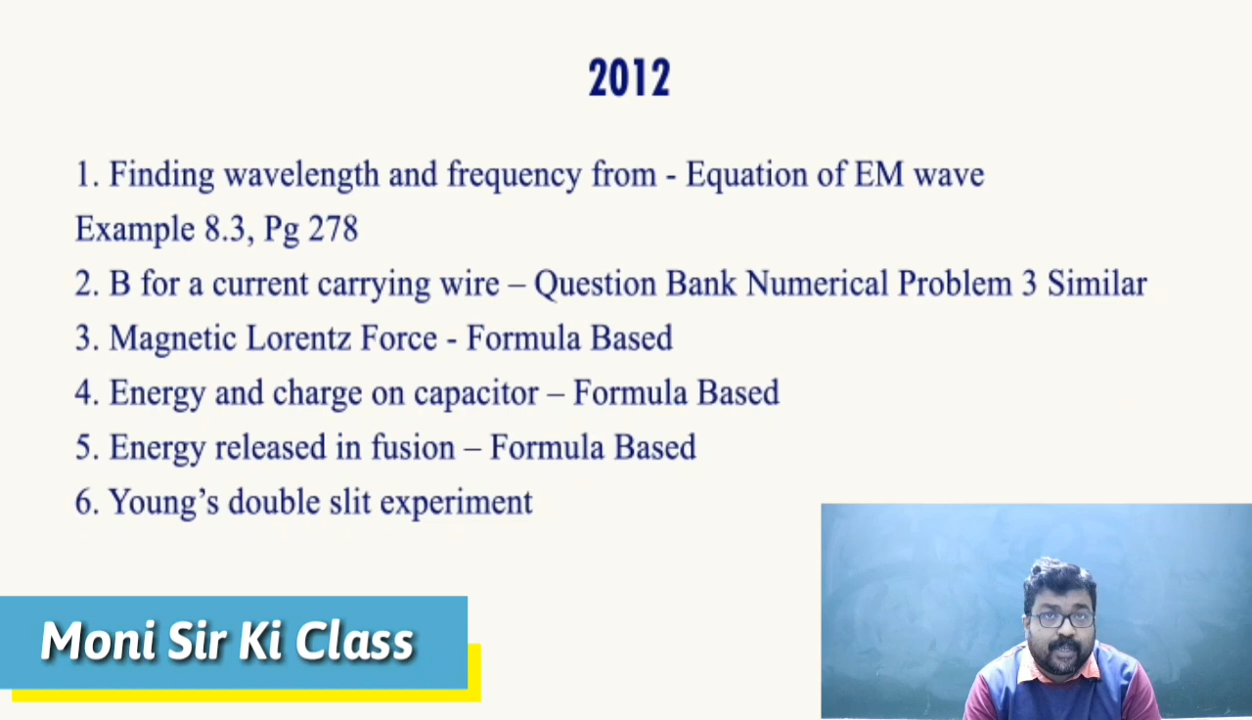 2012
1. Finding wavelength and frequency from - Equation of EM wave
Example 8.3, Pg 278
2. B for a current carrying wire – Question Bank Numerical Problem 3 Similar
3. Magnetic Lorentz Force - Formula Based
4. Energy and charge on capacitor – Formula Based
5. Energy released in fusion – Formula Based
6. Young’s double slit experiment
Moni Sir Ki Class